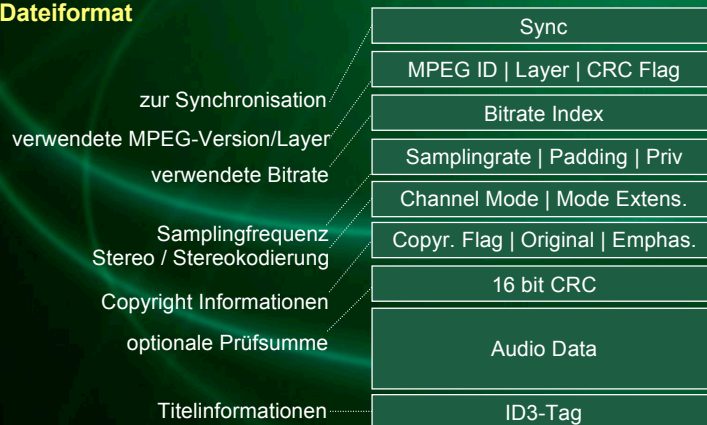 Dateiformat
Sync
MPEG ID | Layer | CRC Flag
zur Synchronisation
Bitrate Index
verwendete MPEG-Version/Layer
Samplingrate | Padding | Priv
verwendete Bitrate
Channel Mode | Mode Extens.
Samplingfrequenz
Copyr. Flag | Original | Emphas.
Stereo / Stereokodierung
16 bit CRC
Copyright Informationen
optionale Prüfsumme
Audio Data
Titelinformationen
ID3-Tag